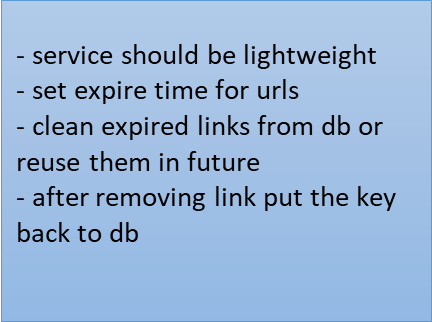 - service should be lightweight
- set expire time for urls
- clean expired links from db or
reuse them in future
- after removing link put the key
back to db